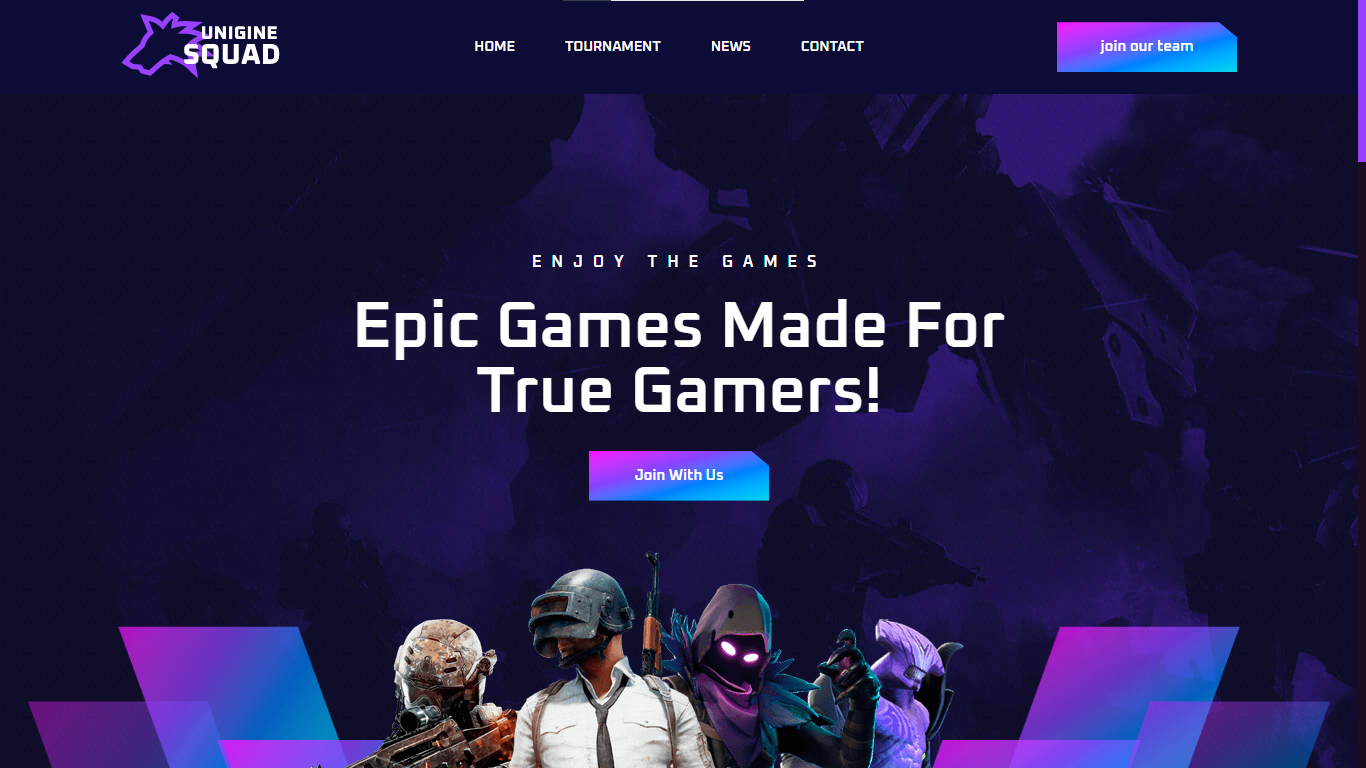 UNIGINE
SQUAD
HOME TOURNAMENT NEWS CONTACT
join our team
ENJOY THE GAMES
Epic Games Made For
True Gamers!
Join With Us